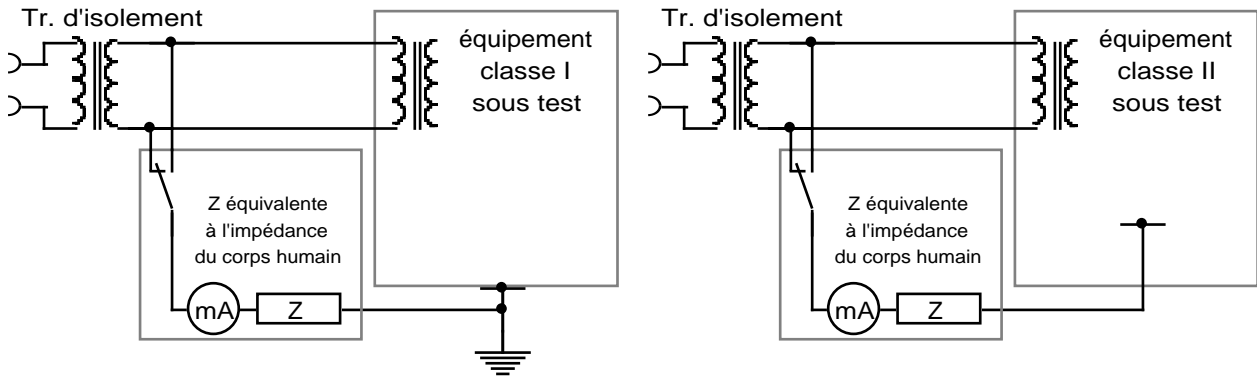 Tr. d'isolement
équipement
classe I
sous test
Z équivalente
à l'impédance
du corps humain
mA
Z
Tr. d'isolement
équipement
classe II
sous test
Z équivalente
à l'impédance
du corps humain
mA
Z